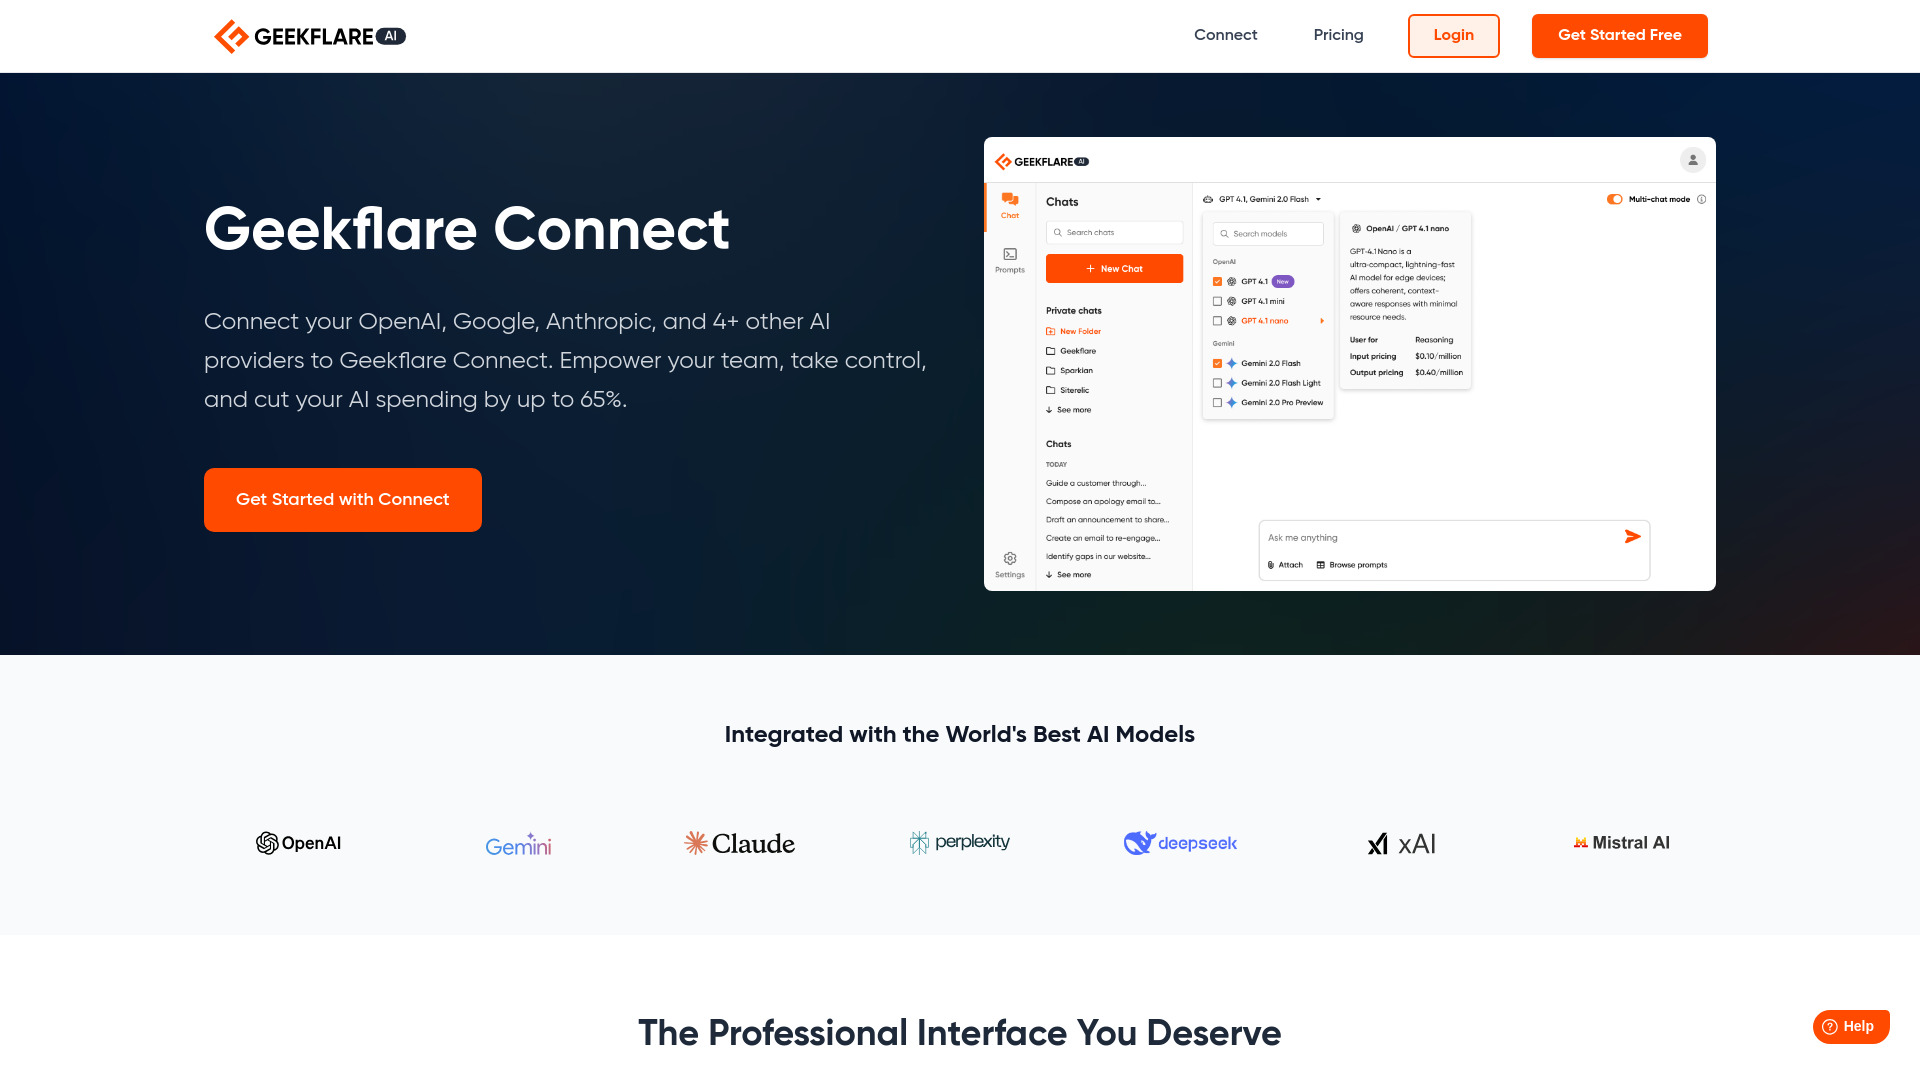 GEEKFLARE AI
Connect
Pricing
Login
Get Started Free
Geekflare Connect
Connect your OpenAI, Google, Anthropic, and 4+ other AI
providers to Geekflare Connect. Empower your team, take control,
and cut your AI spending by up to 65%.
Get Started with Connect
GEEKFLARE AI
Chat
Prompts
Settings
Chats
Search chats
+ New Chat
Private chats
New Folder
Geekflare
Sparkian
Siterelic
See more
Chats
TODAY
Guide a customer through...
Compose an apology email to...
Draft an announcement to share...
Create an email to re-engage...
Identify gaps in our website...
See more
GPT 4.1, Gemini 2.0 Flash
Multi-chat mode
Search models
OpenAI
GPT 4.1 New
GPT 4.1 mini
GPT 4.1 nano
Gemini
Gemini 2.0 Flash
Gemini 2.0 Flash Light
Gemini 2.0 Pro Preview
OpenAI / GPT 4.1 nano
GPT-4.1 Nano is a
ultra-compact, lightning-fast
AI model for edge devices;
offers coherent, context-
aware responses with minimal
resource needs.
User for Reasoning
Input pricing $0.10/million
Output pricing $0.40/million
Ask me anything
Attach
Browse prompts
Integrated with the World's Best AI Models
OpenAI
Gemini
Claude
perplexity
deepseek
xAI
Mistral AI
The Professional Interface You Deserve
Help